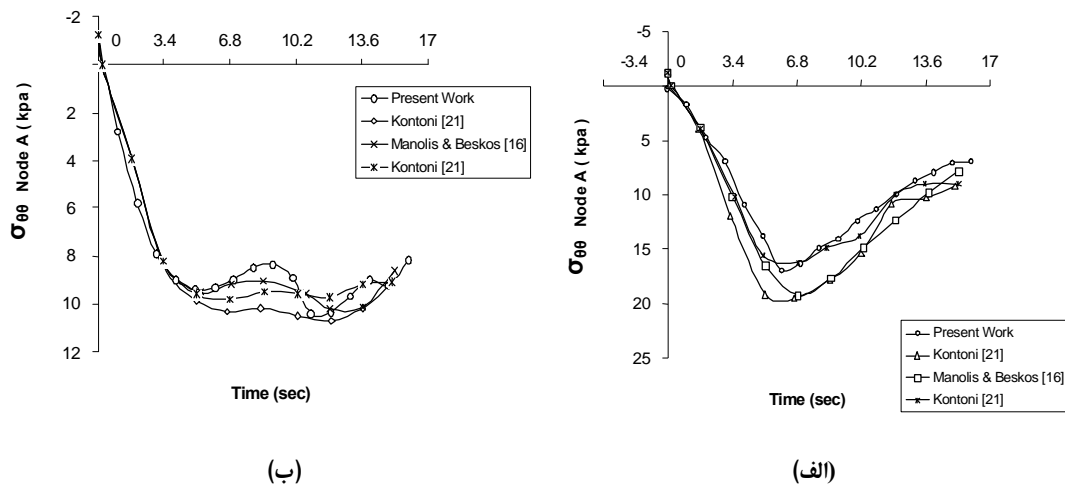 -2
0 3.4 6.8 10.2 13.6 17
2
4
6
8
10
12
σθθ Node A ( kpa )
Time (sec)
Present Work
Kontoni [21]
Manolis & Beskos [16]
Kontoni [21]
(ب)
-5
-3.4 0 3.4 6.8 10.2 13.6 17
5
10
15
20
25
σθθ Node A ( kpa )
Time (sec)
Present Work
Kontoni [21]
Manolis & Beskos [16]
Kontoni [21]
(الف)